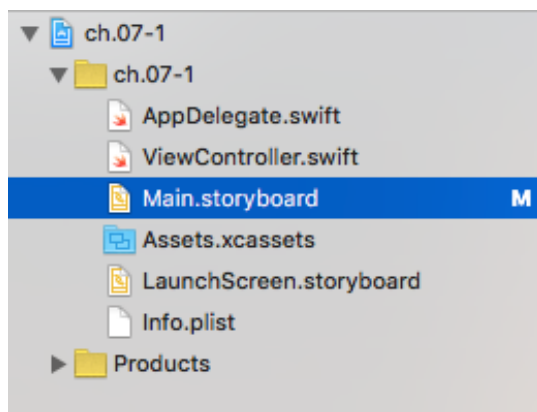 ch.07-1
ch.07-1
AppDelegate.swift
ViewController.swift
Main.storyboard M
Assets.xcassets
LaunchScreen.storyboard
Info.plist
Products